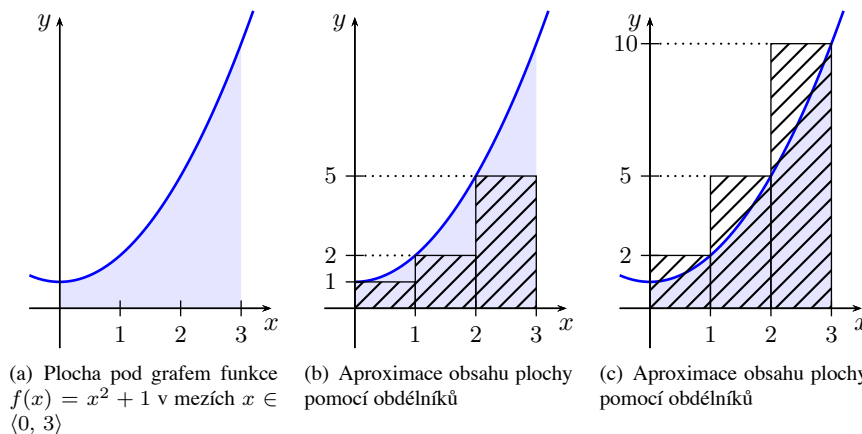 y
x
1
2
3
(a) Plocha pod grafem funkce
f(x) = x² + 1 v mezích x ∈
⟨0, 3⟩
y
5
2
1
1
2
3
x
(b) Aproximace obsahu plochy
pomocí obdélníků
y
10
5
2
1
2
3
x
(c) Aproximace obsahu plochy
pomocí obdélníků